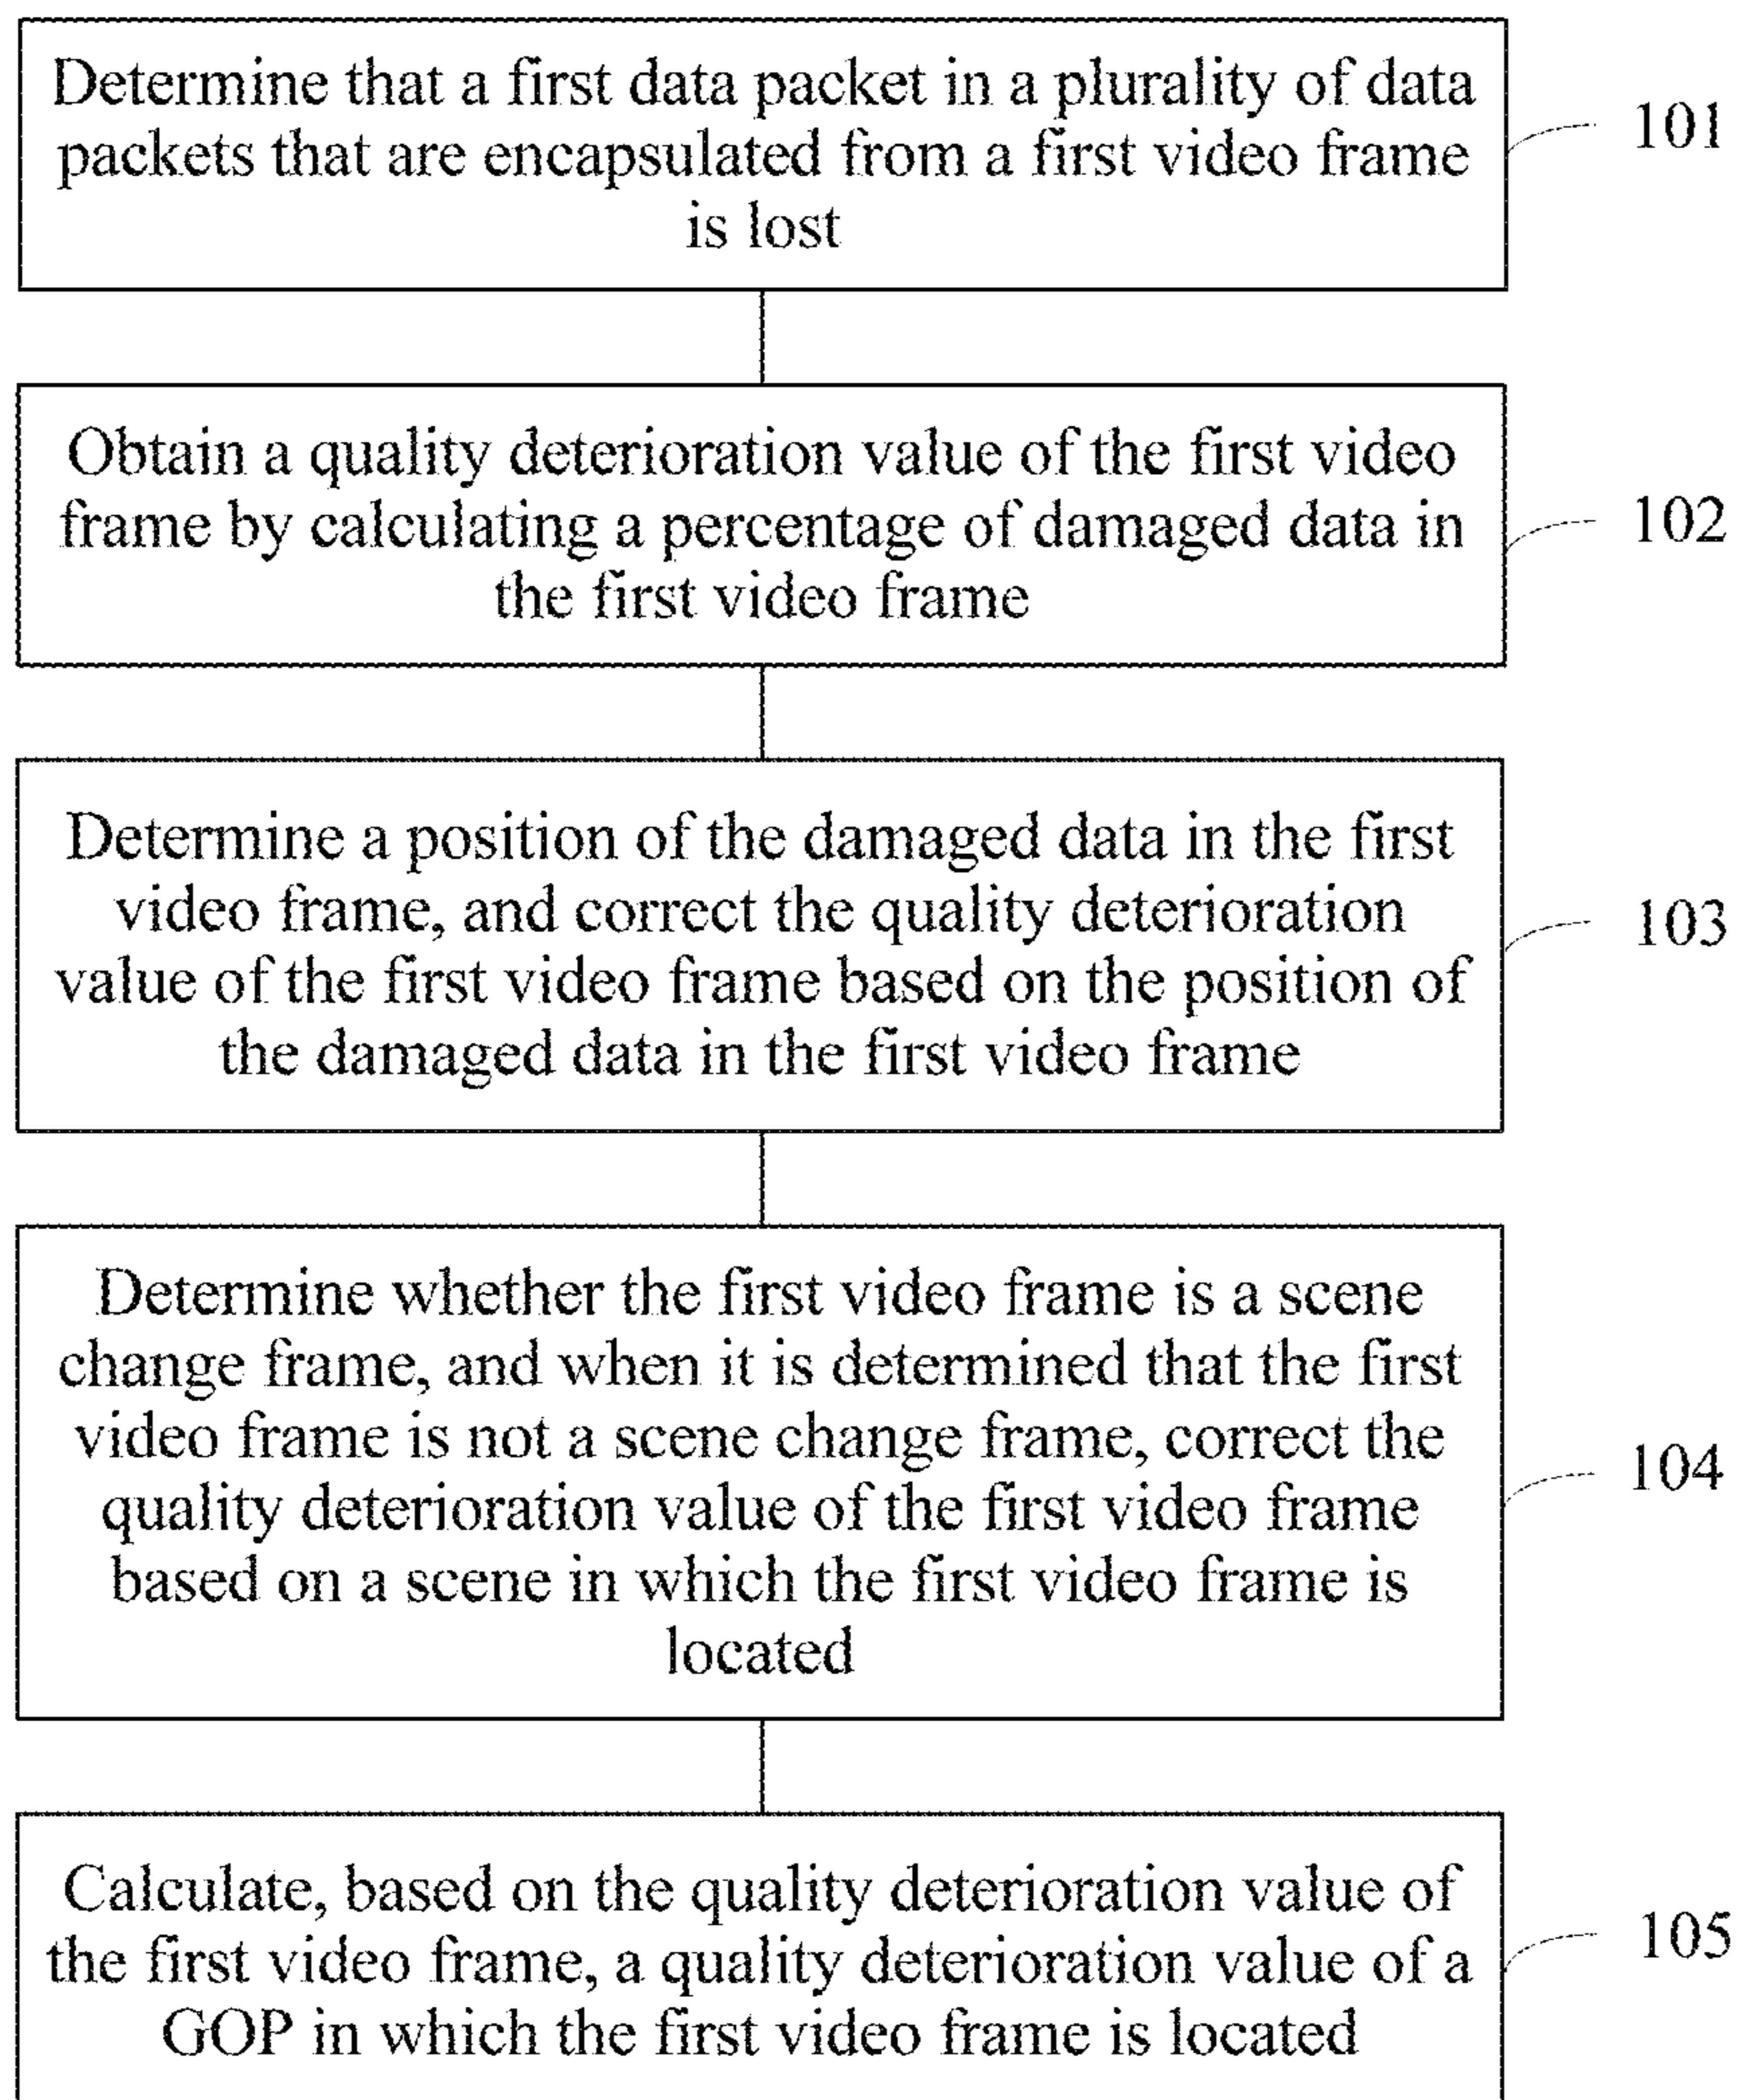 Determine that a first data packet in a plurality of data
packets that are encapsulated from a first video frame
is lost
101
Obtain a quality deterioration value of the first video
frame by calculating a percentage of damaged data in
the first video frame
102
Determine a position of the damaged data in the first
video frame, and correct the quality deterioration
value of the first video frame based on the position of
the damaged data in the first video frame
103
Determine whether the first video frame is a scene
change frame, and when it is determined that the first
video frame is not a scene change frame, correct the
quality deterioration value of the first video frame
based on a scene in which the first video frame is
located
104
Calculate, based on the quality deterioration value of
the first video frame, a quality deterioration value of a
GOP in which the first video frame is located
105